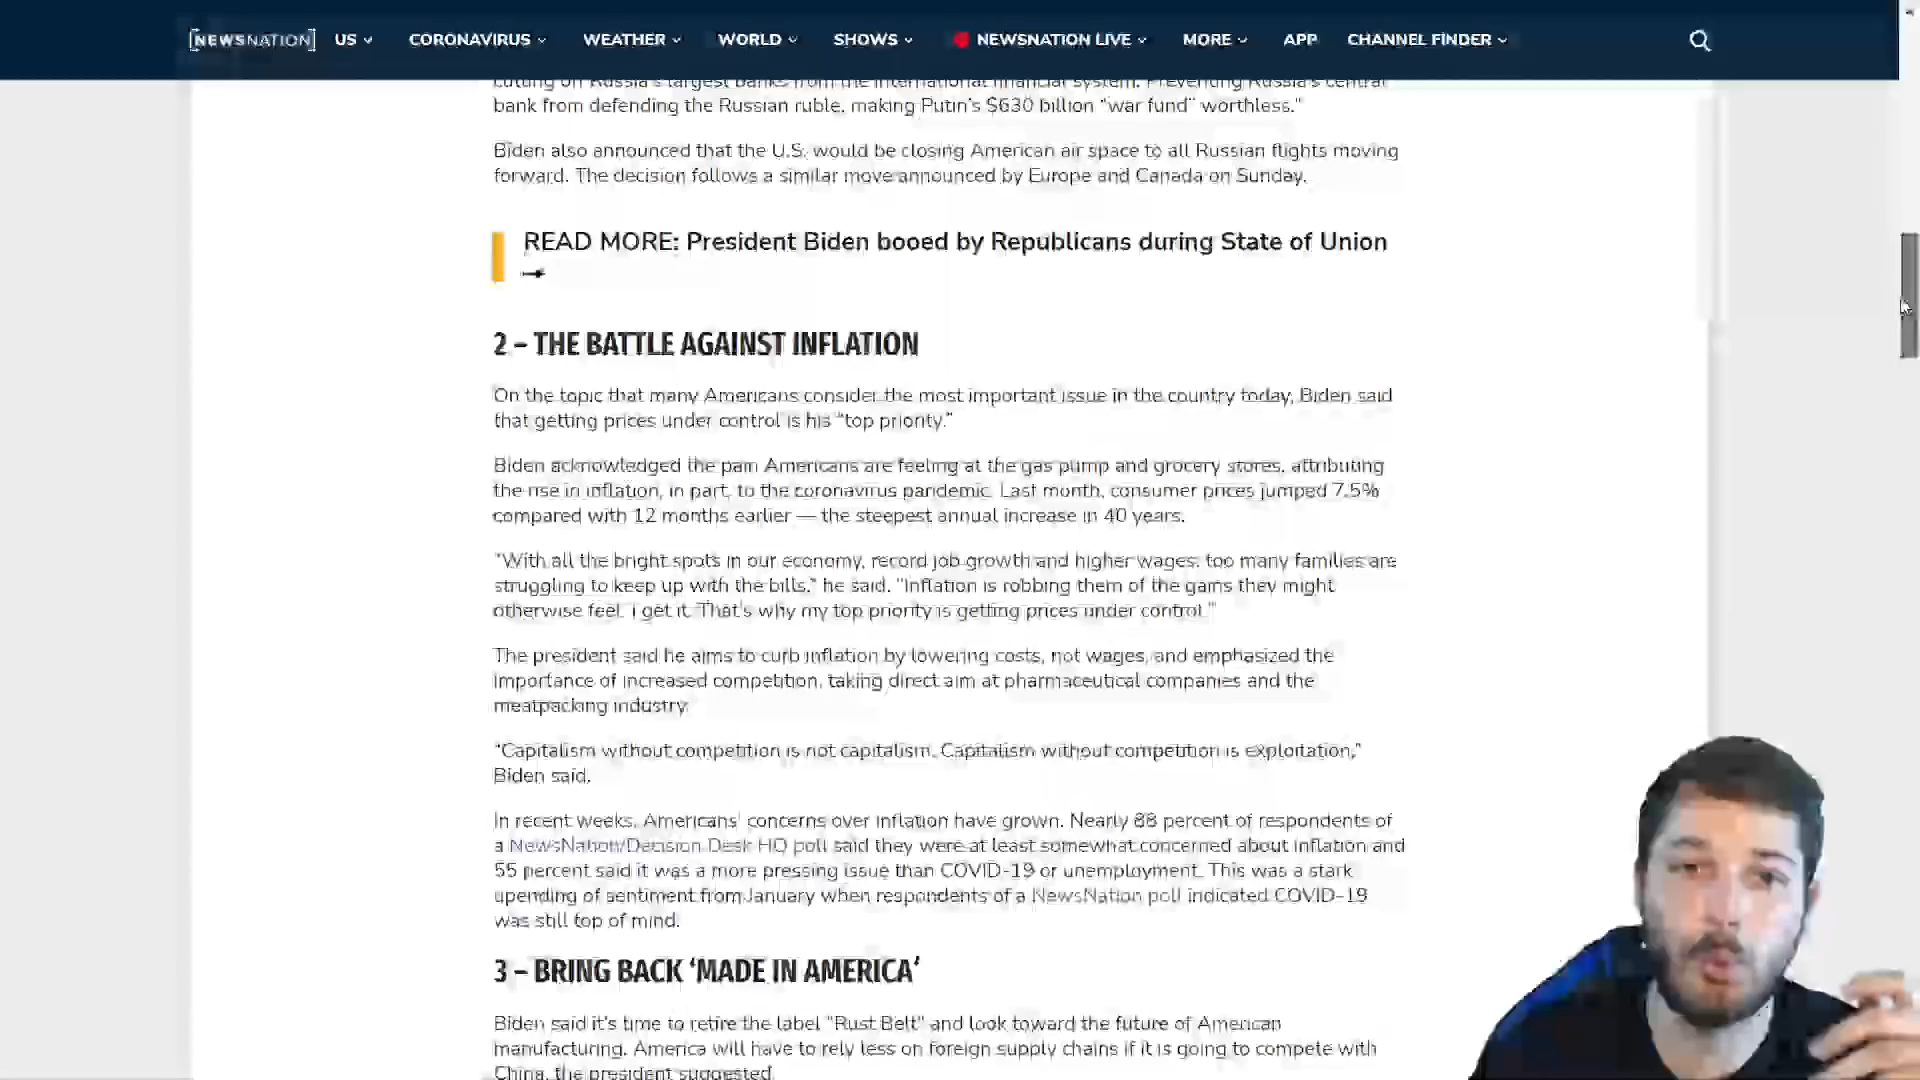 [NEWSNATION] US CORONAVIRUS WEATHER WORLD SHOWS NEWSNATION LIVE MORE APP CHANNEL FINDER
cutting off Russia's largest banks from the international financial system. Preventing Russia's central
bank from defending the Russian ruble, making Putin's $630 billion “war fund” worthless.”
Biden also announced that the U.S. would be closing American air space to all Russian flights moving
forward. The decision follows a similar move announced by Europe and Canada on Sunday.
READ MORE: President Biden booed by Republicans during State of Union
→
2 – THE BATTLE AGAINST INFLATION
On the topic that many Americans consider the most important issue in the country today, Biden said
that getting prices under control is his “top priority.”
Biden acknowledged the pain Americans are feeling at the gas pump and grocery stores, attributing
the rise in inflation, in part, to the coronavirus pandemic. Last month, consumer prices jumped 7.5%
compared with 12 months earlier — the steepest annual increase in 40 years.
“With all the bright spots in our economy, record job growth and higher wages, too many families are
struggling to keep up with the bills,” he said. “Inflation is robbing them of the gains they might
otherwise feel. I get it. That's why my top priority is getting prices under control.”
The president said he aims to curb inflation by lowering costs, not wages, and emphasized the
importance of increased competition, taking direct aim at pharmaceutical companies and the
meatpacking industry.
“Capitalism without competition is not capitalism. Capitalism without competition is exploitation,”
Biden said.
In recent weeks, Americans' concerns over inflation have grown. Nearly 88 percent of respondents of
a NewsNation/Decision Desk HQ poll said they were at least somewhat concerned about inflation and
55 percent said it was a more pressing issue than COVID-19 or unemployment. This was a stark
upending of sentiment from January when respondents of a NewsNation poll indicated COVID-19
was still top of mind.
3 – BRING BACK ‘MADE IN AMERICA’
Biden said it's time to retire the label “Rust Belt” and look toward the future of American
manufacturing. America will have to rely less on foreign supply chains if it is going to compete with
China, the president suggested.